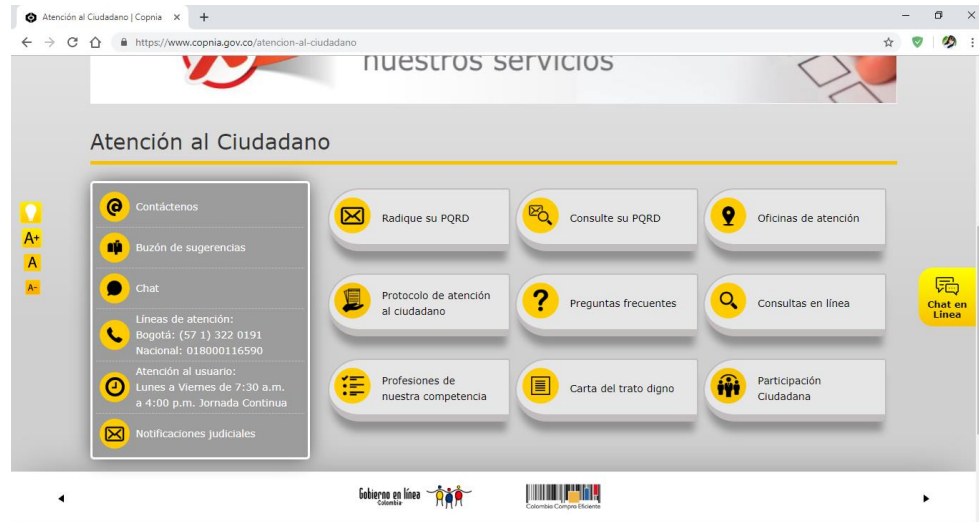 Atención al Ciudadano | Copnia
https://www.copnia.gov.co/atencion-al-ciudadano
nuestros servicios
Atención al Ciudadano
A+
A
A-
Contáctenos
Buzón de sugerencias
Chat
Líneas de atención:
Bogotá: (57 1) 322 0191
Nacional: 018000116590
Atención al usuario:
Lunes a Viernes de 7:30 a.m.
a 4:00 p.m. Jornada Continua
Notificaciones judiciales
Radique su PQRD
Consulte su PQRD
Oficinas de atención
Protocolo de atención
al ciudadano
Preguntas frecuentes
Consultas en línea
Profesiones de
nuestra competencia
Carta del trato digno
Participación
Ciudadana
Chat en
Línea
Gobierno en línea
Colombia
Colombia Compra Eficiente